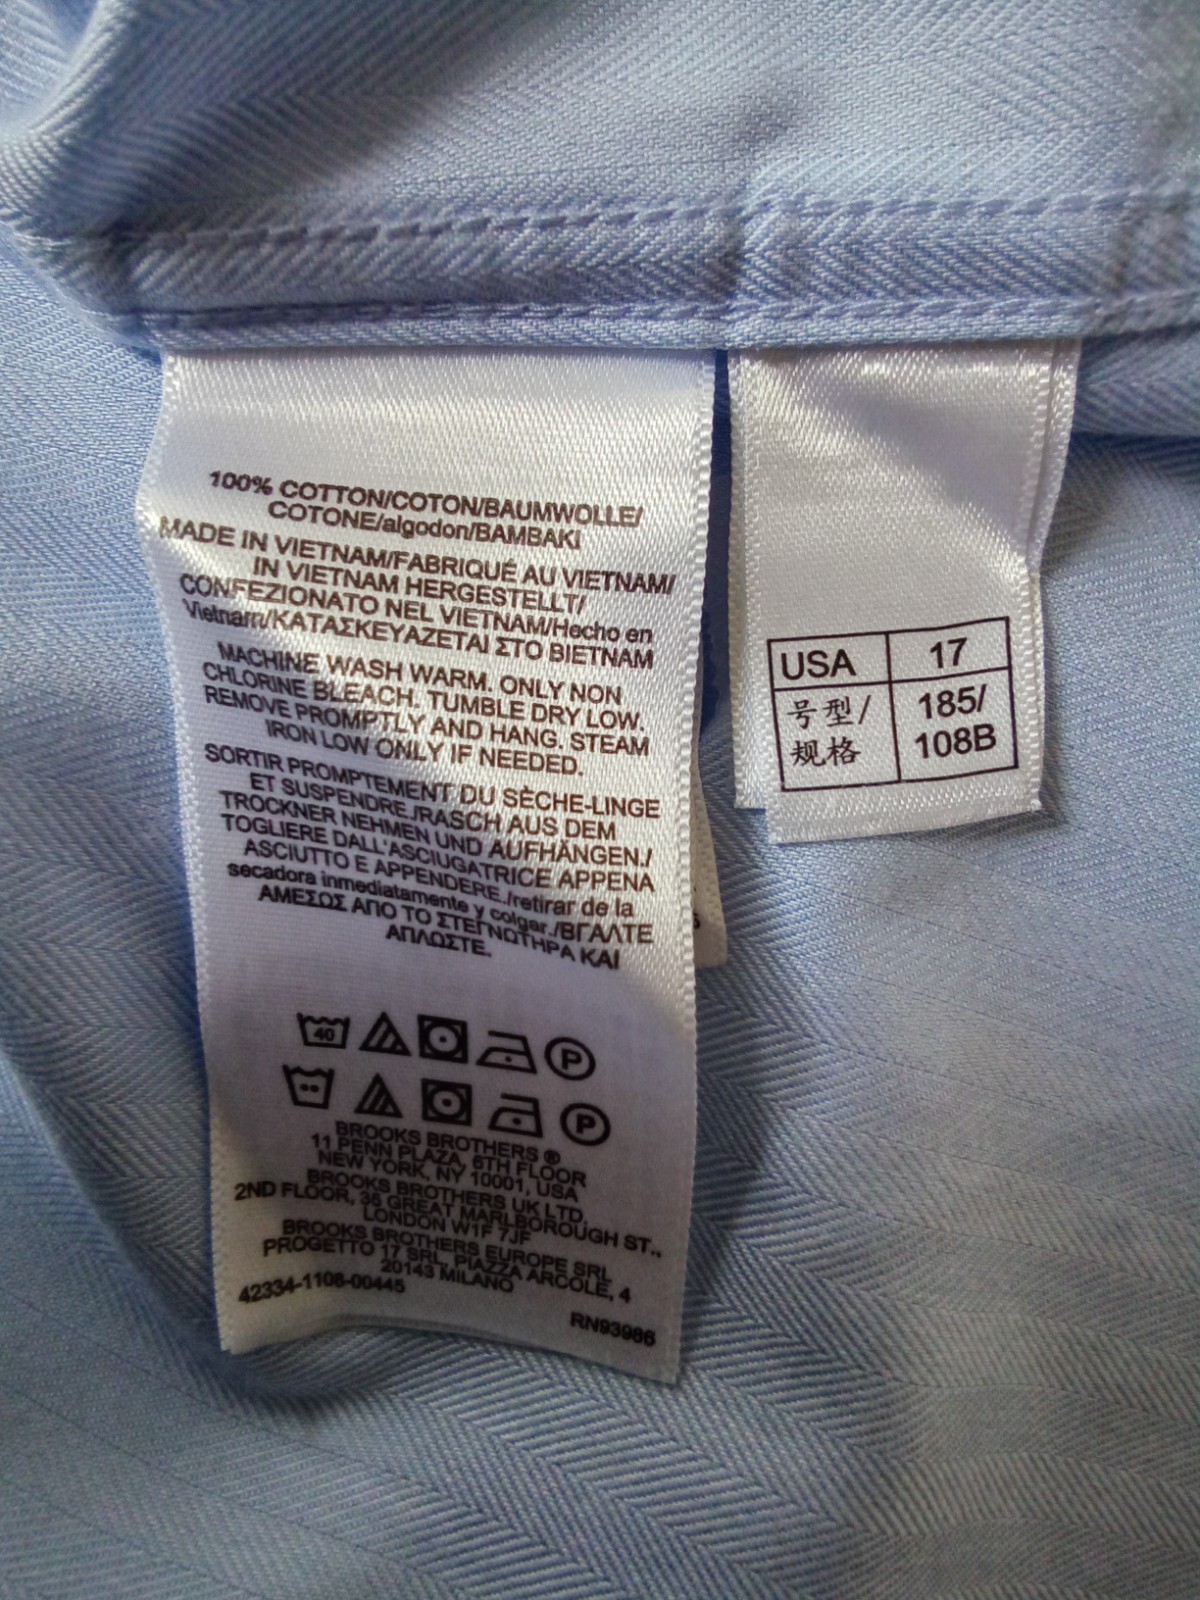 100% COTTON/COTON/BAUMWOLLE/
COTONE/algodon/BAMBAKI
MADE IN VIETNAM/FABRIQUÉ AU VIETNAM/
IN VIETNAM HERGESTELLT/
CONFEZIONATO NEL VIETNAM/Hecho en
Vietnam/ΚΑΤΑΣΚΕΥΑΖΕΤΑΙ ΣΤΟ ΒΙΕΤΝΑΜ
MACHINE WASH WARM. ONLY NON
CHLORINE BLEACH. TUMBLE DRY LOW.
REMOVE PROMPTLY AND HANG. STEAM
IRON LOW ONLY IF NEEDED.
SORTIR PROMPTEMENT DU SÈCHE-LINGE
ET SUSPENDRE./RASCH AUS DEM
TROCKNER NEHMEN UND AUFHÄNGEN./
TOGLIERE DALL'ASCIUGATRICE APPENA
ASCIUTTO E APPENDERE./retirar de la
secadora inmediatamente y colgar./ΒΓΑΛΤΕ
ΑΜΕΣΩΣ ΑΠΟ ΤΟ ΣΤΕΓΝΩΤΗΡΑ ΚΑΙ
ΑΠΛΩΣΤΕ.
40 P
P
BROOKS BROTHERS ®
11 PENN PLAZA, 6TH FLOOR
NEW YORK, NY 10001, USA
BROOKS BROTHERS UK LTD,
2ND FLOOR, 36 GREAT MARLBOROUGH ST.,
LONDON W1F 7JF
BROOKS BROTHERS EUROPE SRL
PROGETTO 17 SRL, PIAZZA ARCOLE, 4
20143 MILANO
42334-1108-00445
RN93986
USA 17
号型/ 185/
规格 108B